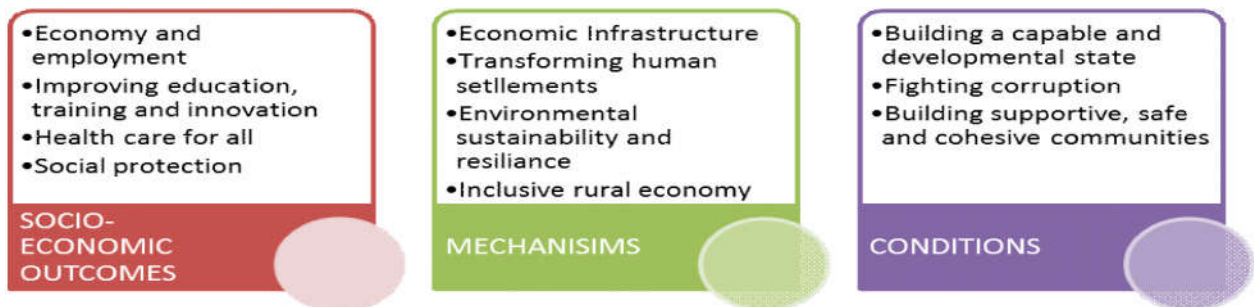 •Economy and
employment
•Improving education,
training and innovation
•Health care for all
•Social protection
SOCIO-
ECONOMIC
OUTCOMES
•Economic Infrastructure
•Transforming human
setllements
•Environmental
sustainability and
resiliance
•Inclusive rural economy
MECHANISIMS
•Building a capable and
developmental state
•Fighting corruption
•Building supportive, safe
and cohesive communities
CONDITIONS